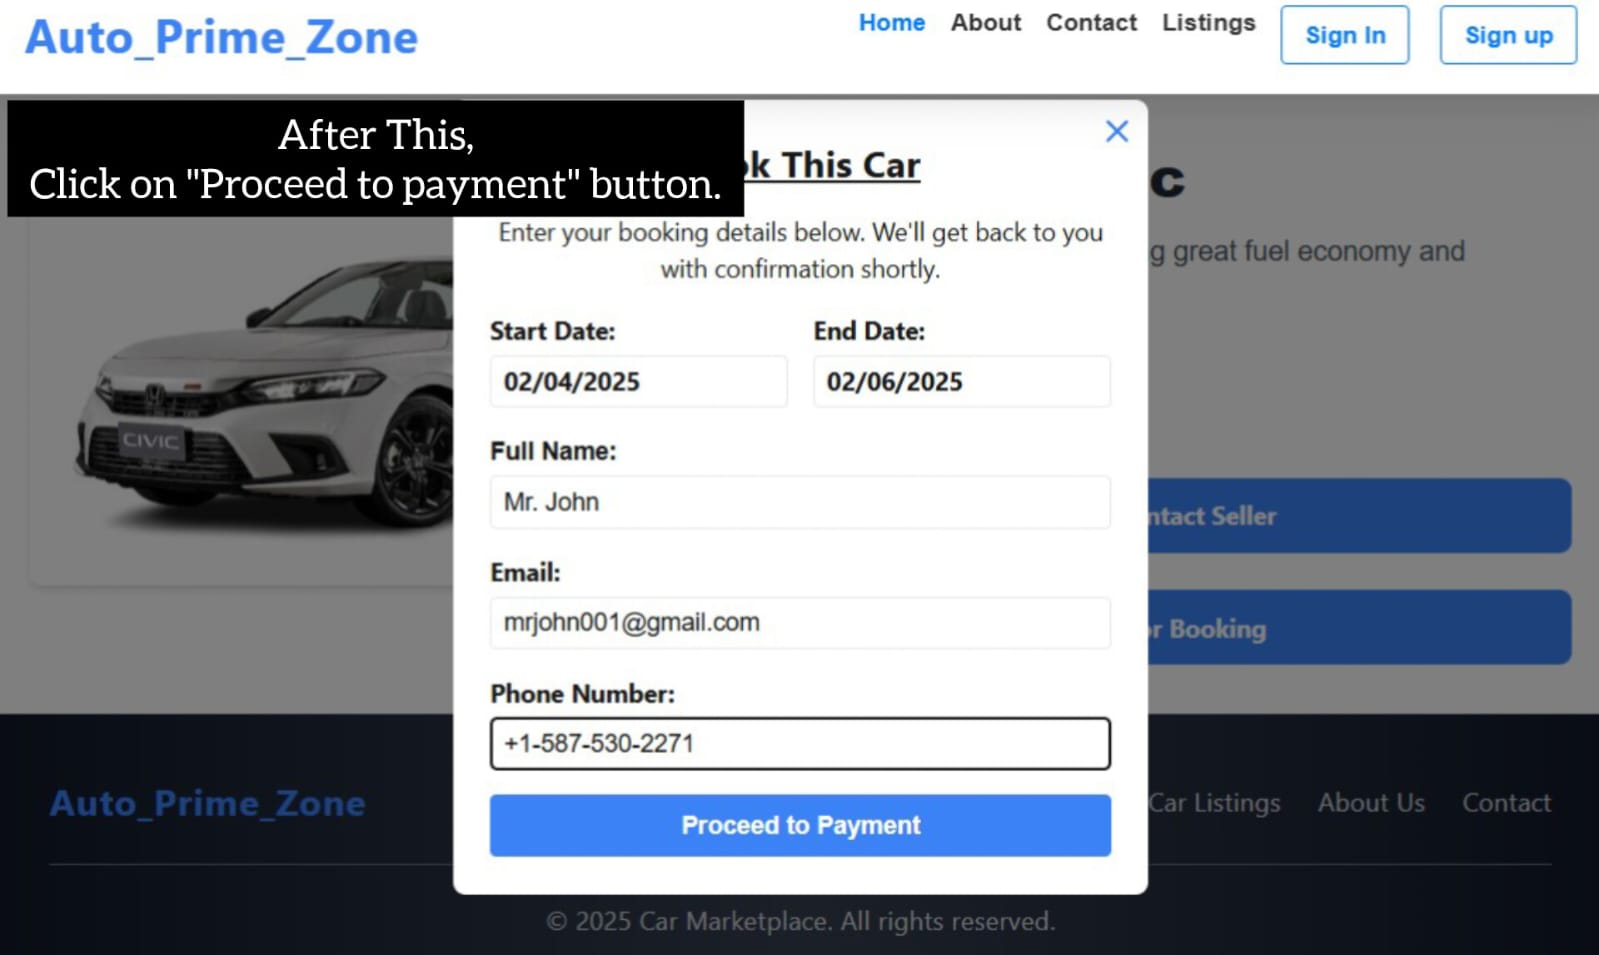 Auto_Prime_Zone
Home About Contact Listings Sign In Sign up
After This,
Click on "Proceed to payment" button.
This Car
Enter your booking details below. We'll get back to you
with confirmation shortly.
g great fuel economy and
Start Date: End Date:
02/04/2025 02/06/2025
CIVIC
Full Name:
Mr. John
Seller
Email:
mrjohn001@gmail.com
Booking
Phone Number:
+1-587-530-2271
Proceed to Payment
Auto_Prime_Zone
Car Listings About Us Contact
© 2025 Car Marketplace. All rights reserved.